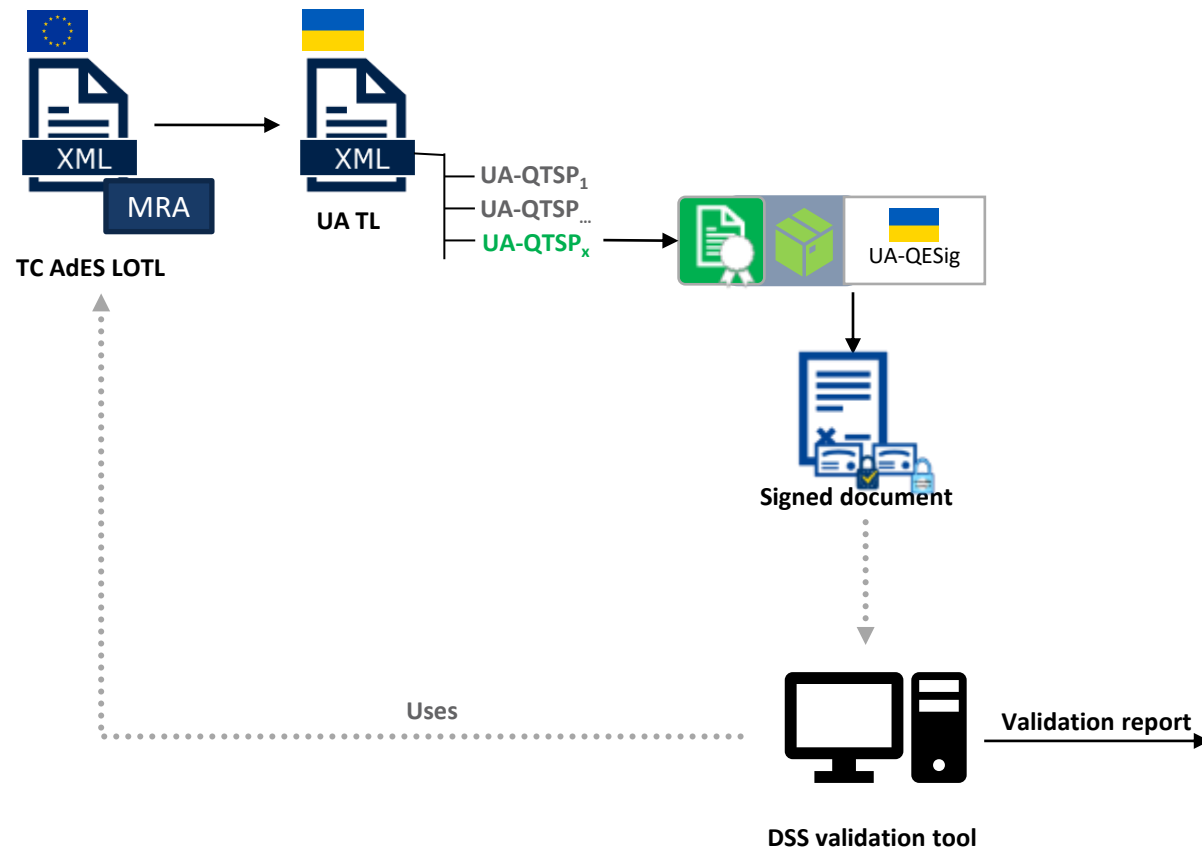 XML
MRA
TC AdES LOTL
XML
UA TL
UA-QTSP1
UA-QTSP...
UA-QTSPx
UA-QESig
Signed document
Uses
Validation report
DSS validation tool